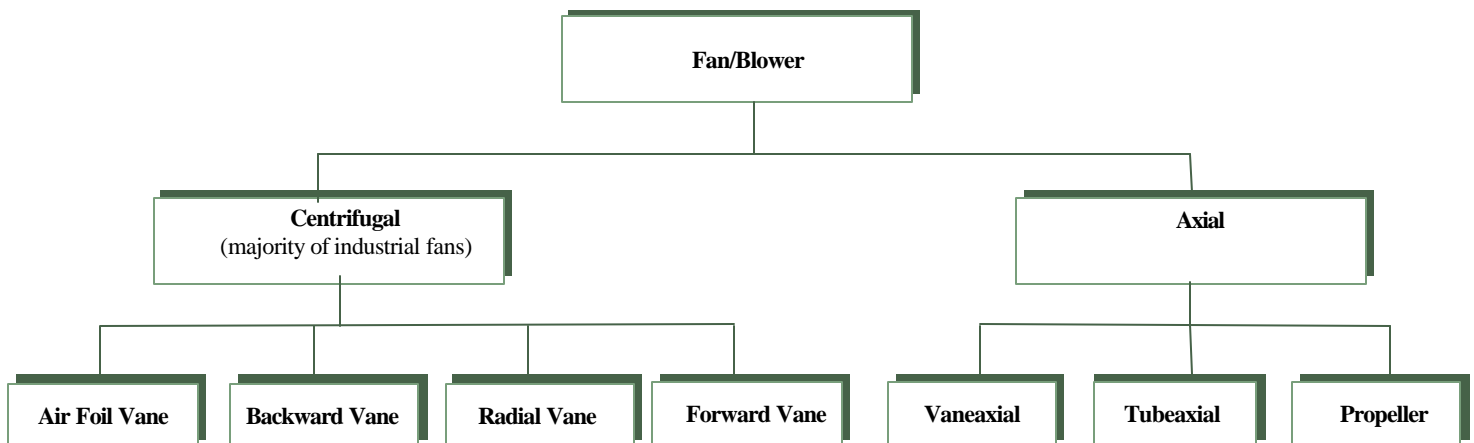 Fan/Blower
Centrifugal
(majority of industrial fans)
Axial
Air Foil Vane
Backward Vane
Radial Vane
Forward Vane
Vaneaxial
Tubeaxial
Propeller